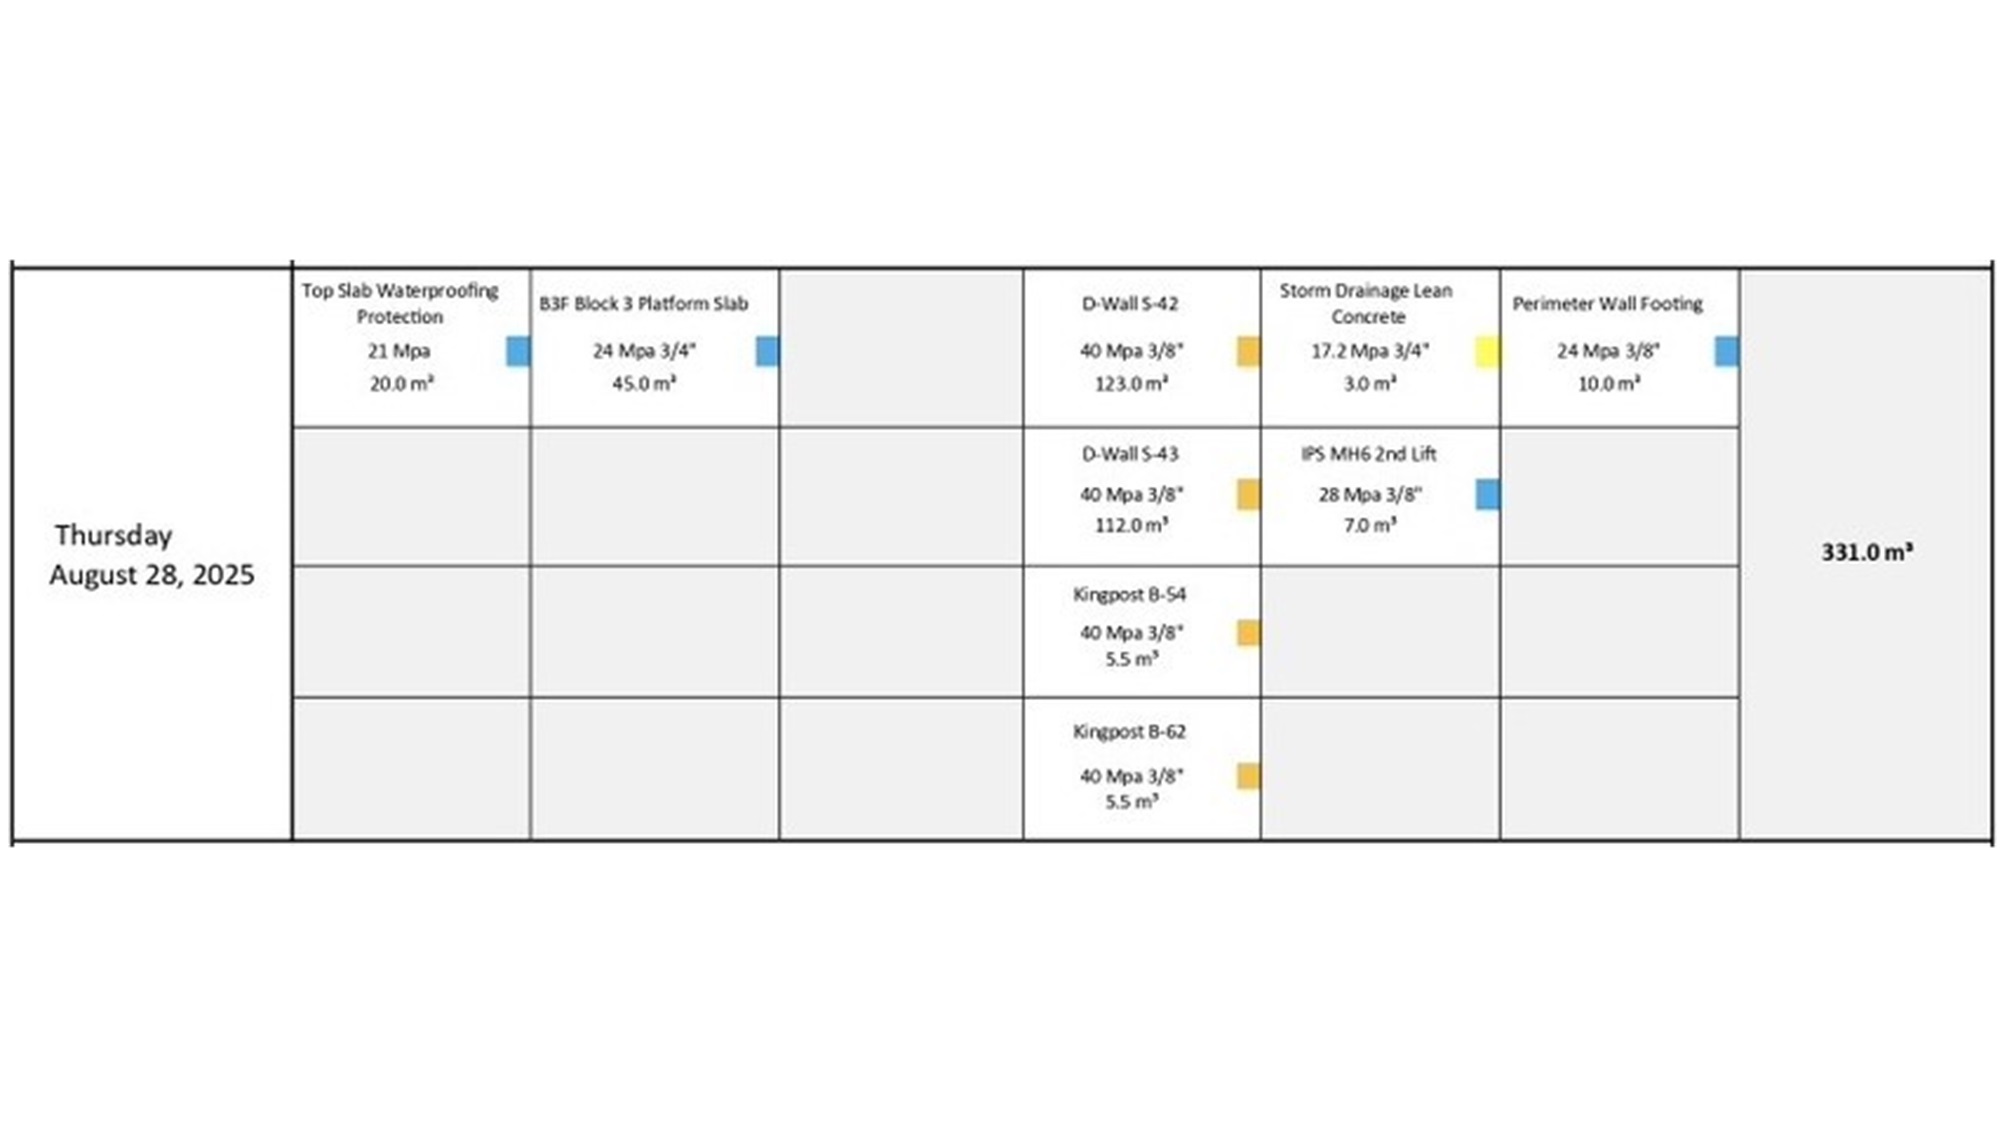 Thursday
August 28, 2025
Top Slab Waterproofing
Protection
21 Mpa
20.0 m³
B3F Block 3 Platform Slab
24 Mpa 3/4"
45.0 m³
D-Wall S-42
40 Mpa 3/8"
123.0 m³
Storm Drainage Lean
Concrete
17.2 Mpa 3/4"
3.0 m³
Perimeter Wall Footing
24 Mpa 3/8"
10.0 m³
D-Wall S-43
40 Mpa 3/8"
112.0 m³
IPS MH6 2nd Lift
28 Mpa 3/8"
7.0 m³
Kingpost B-54
40 Mpa 3/8"
5.5 m³
Kingpost B-62
40 Mpa 3/8"
5.5 m³
331.0 m³